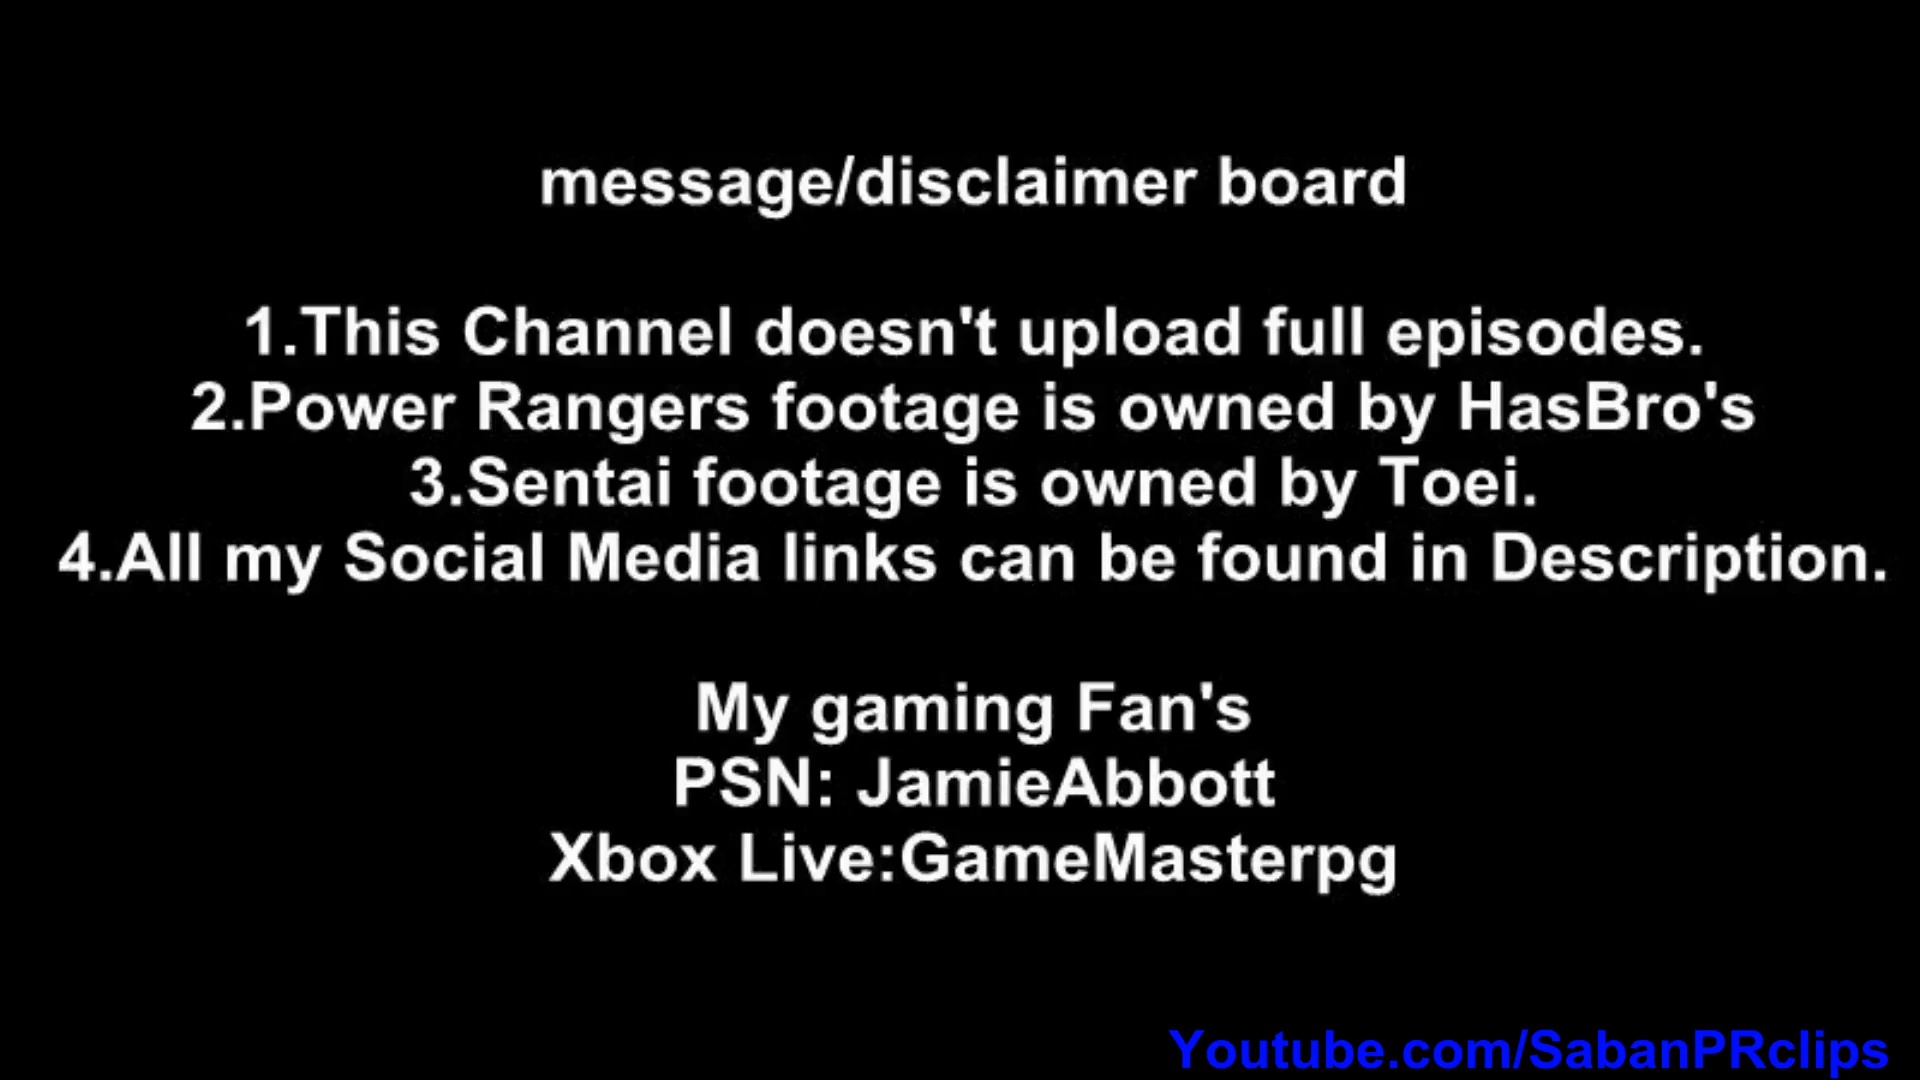 message/disclaimer board
1.This Channel doesn't upload full episodes.
2.Power Rangers footage is owned by HasBro's
3.Sentai footage is owned by Toei.
4.All my Social Media links can be found in Description.
My gaming Fan's
PSN: JamieAbbott
Xbox Live:GameMasterpg
Youtube.com/SabanPRclips